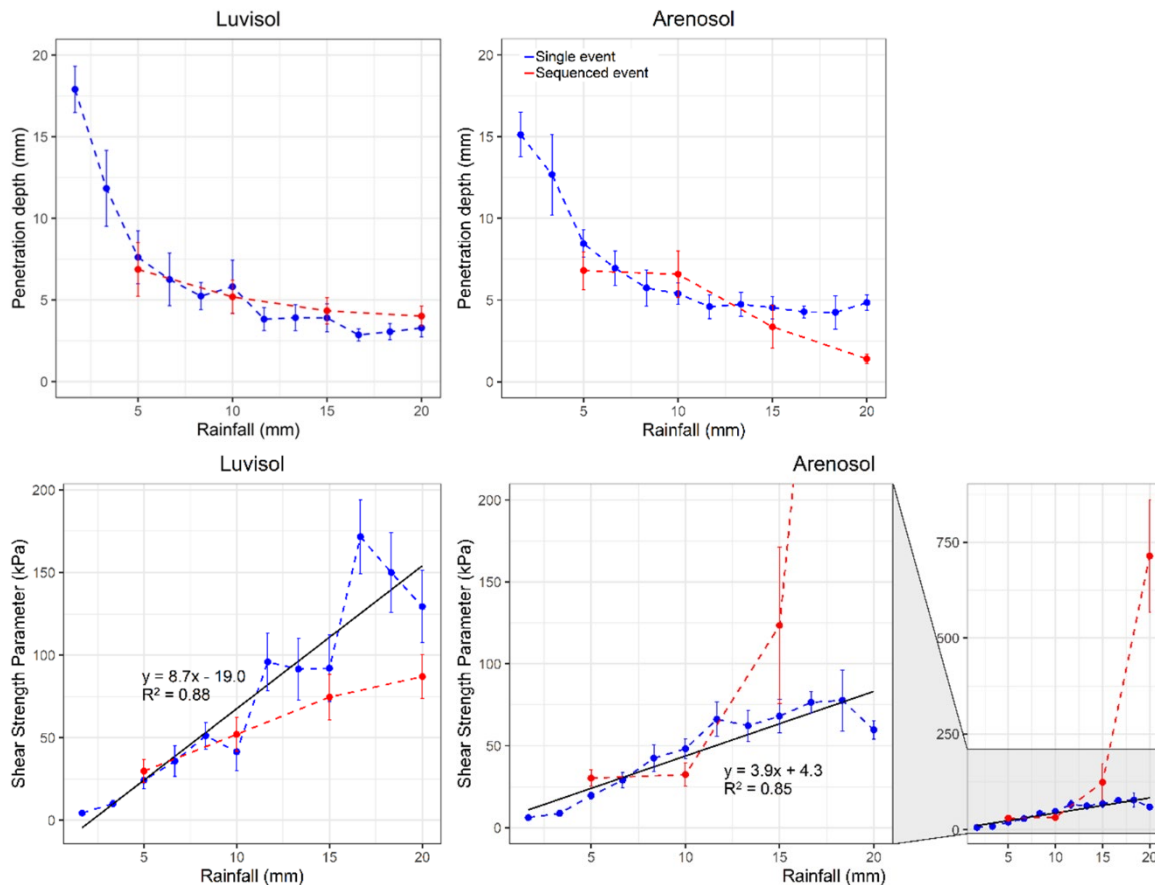 Luvisol
Arenosol
Penetration depth (mm)
20
15
10
5
0
5
10
15
20
Rainfall (mm)
Penetration depth (mm)
Single event
Sequenced event
20
15
10
5
0
5
10
15
20
Rainfall (mm)
Luvisol
Arenosol
Shear Strength Parameter (kPa)
200
150
100
50
0
y = 8.7x - 19.0
R² = 0.88
5
10
15
20
Rainfall (mm)
Shear Strength Parameter (kPa)
200
150
100
50
0
y = 3.9x + 4.3
R² = 0.85
5
10
15
20
Rainfall (mm)
750
500
250
0
5
10
15
20